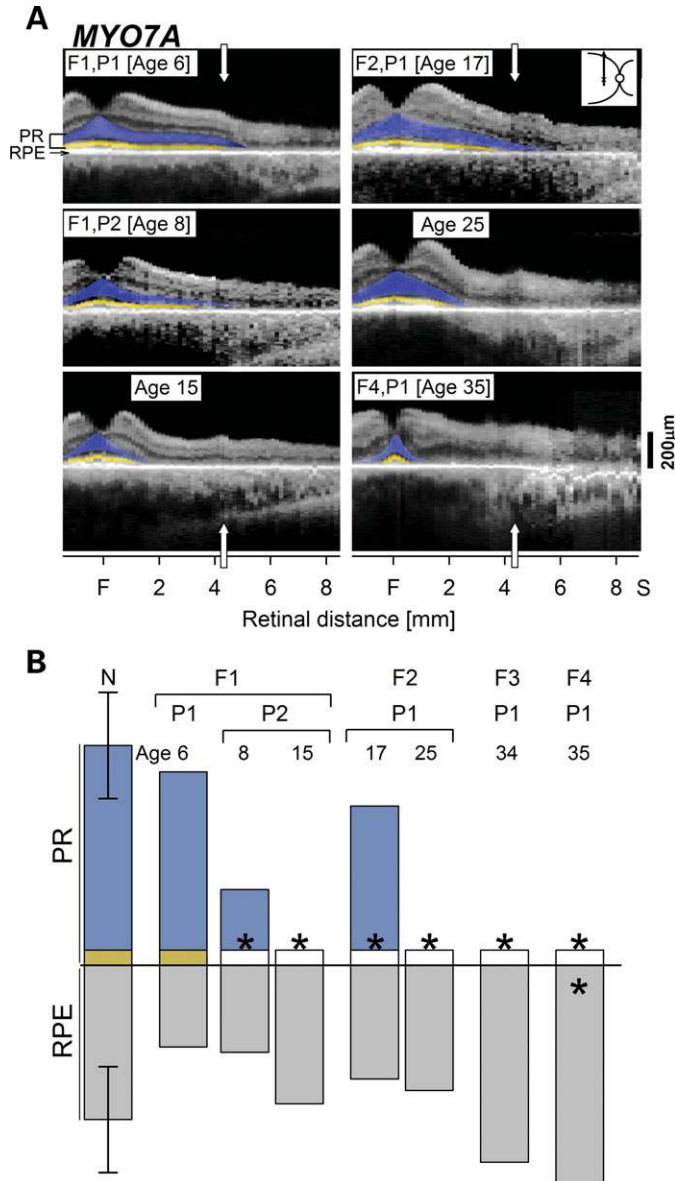 A
MYO7A
F1,P1 [Age 6]
F2,P1 [Age 17]
PR
RPE
F1,P2 [Age 8]
Age 25
Age 15
F4,P1 [Age 35]
200µm
F 2 4 6 8 F 2 4 6 8 S
Retinal distance [mm]
B
N F1 F2 F3 F4
P1 P2 P1 P1 P1
Age 6 8 15 17 25 34 35
PR
* * * * * *
RPE
*